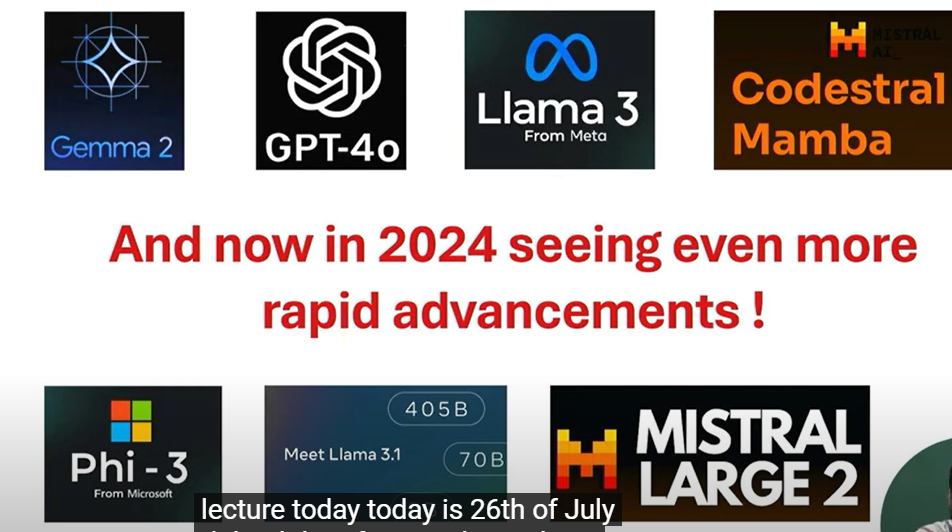 MISTRAL
AI_
Gemma 2
GPT-4o
Llama 3
From Meta
Codestral
Mamba
And now in 2024 seeing even more
rapid advancements !
Phi - 3
From Microsoft
405B
Meet Llama 3.1
70B
MISTRAL
LARGE 2
lecture today today is 26th of July